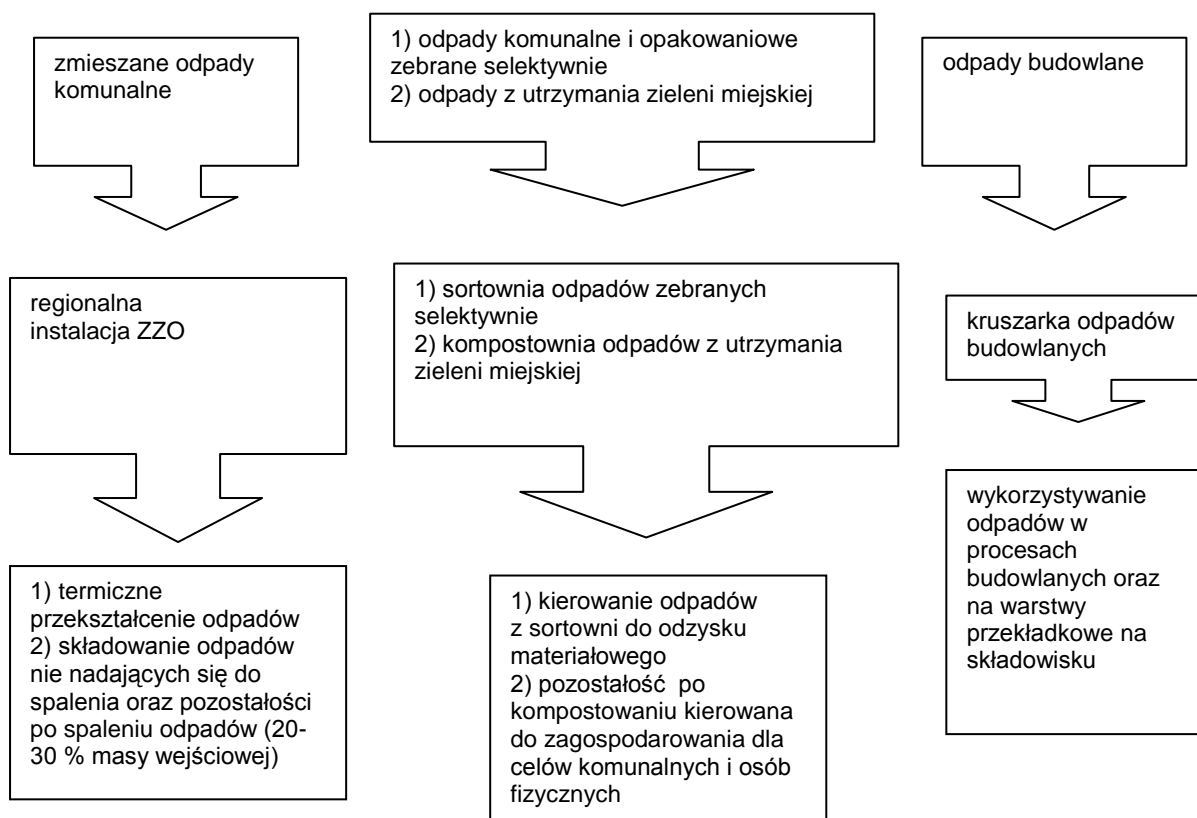 zmieszane odpady
komunalne
1) odpady komunalne i opakowaniowe
zebrane selektywnie
2) odpady z utrzymania zieleni miejskiej
odpady budowlane
regionalna
instalacja ZZO
1) sortownia odpadów zebranych
selektywnie
2) kompostownia odpadów z utrzymania
zieleni miejskiej
kruszarka odpadów
budowlanych
1) termiczne
przekształcenie odpadów
2) składowanie odpadów
nie nadających się do
spalenia oraz pozostałości
po spaleniu odpadów (20-
30 % masy wejściowej)
1) kierowanie odpadów
z sortowni do odzysku
materiałowego
2) pozostałość po
kompostowaniu kierowana
do zagospodarowania dla
celów komunalnych i osób
fizycznych
wykorzystywanie
odpadów w
procesach
budowlanych oraz
na warstwy
przekładkowe na
składowisku